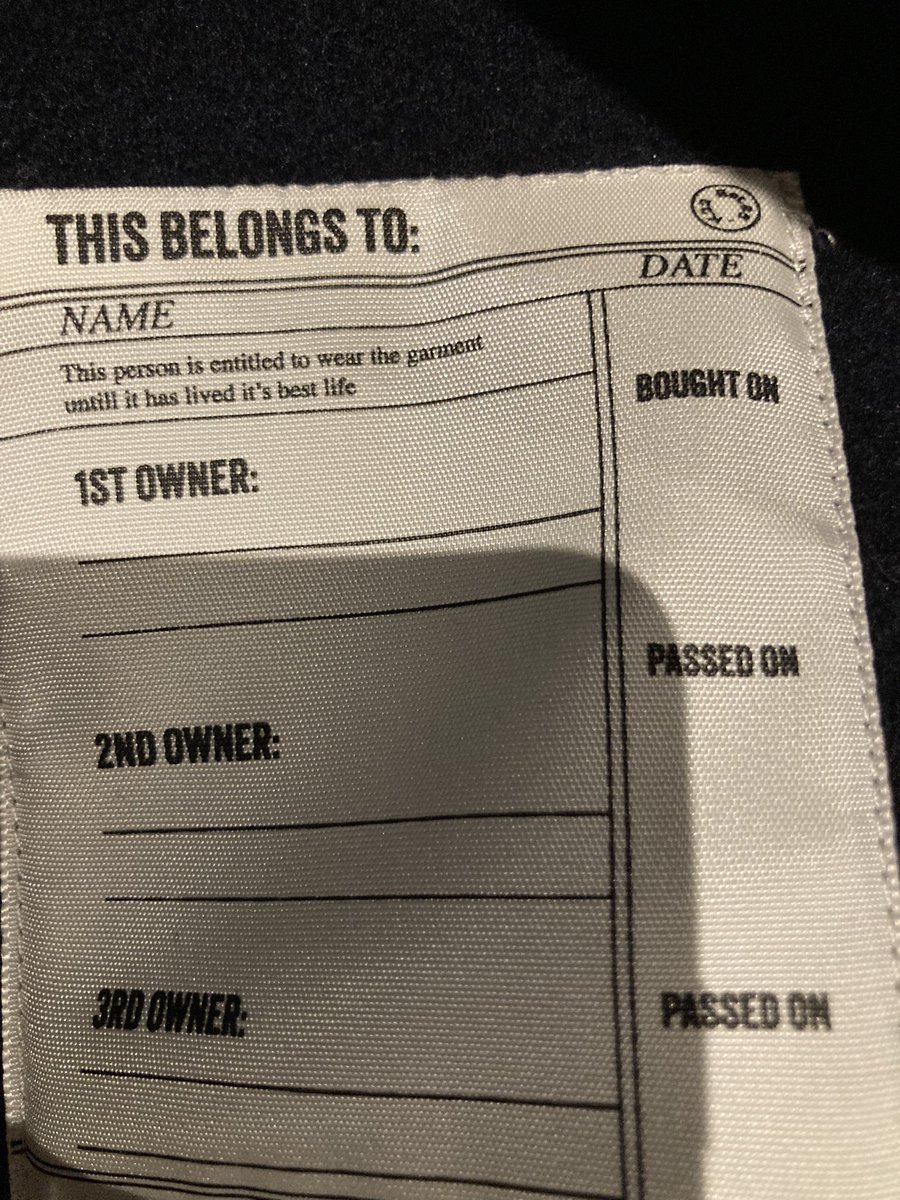 THIS BELONGS TO:
DATE
NAME
This person is entitled to wear the garment
untill it has lived it's best life
BOUGHT ON
1ST OWNER:
PASSED ON
2ND OWNER:
PASSED ON
3RD OWNER: